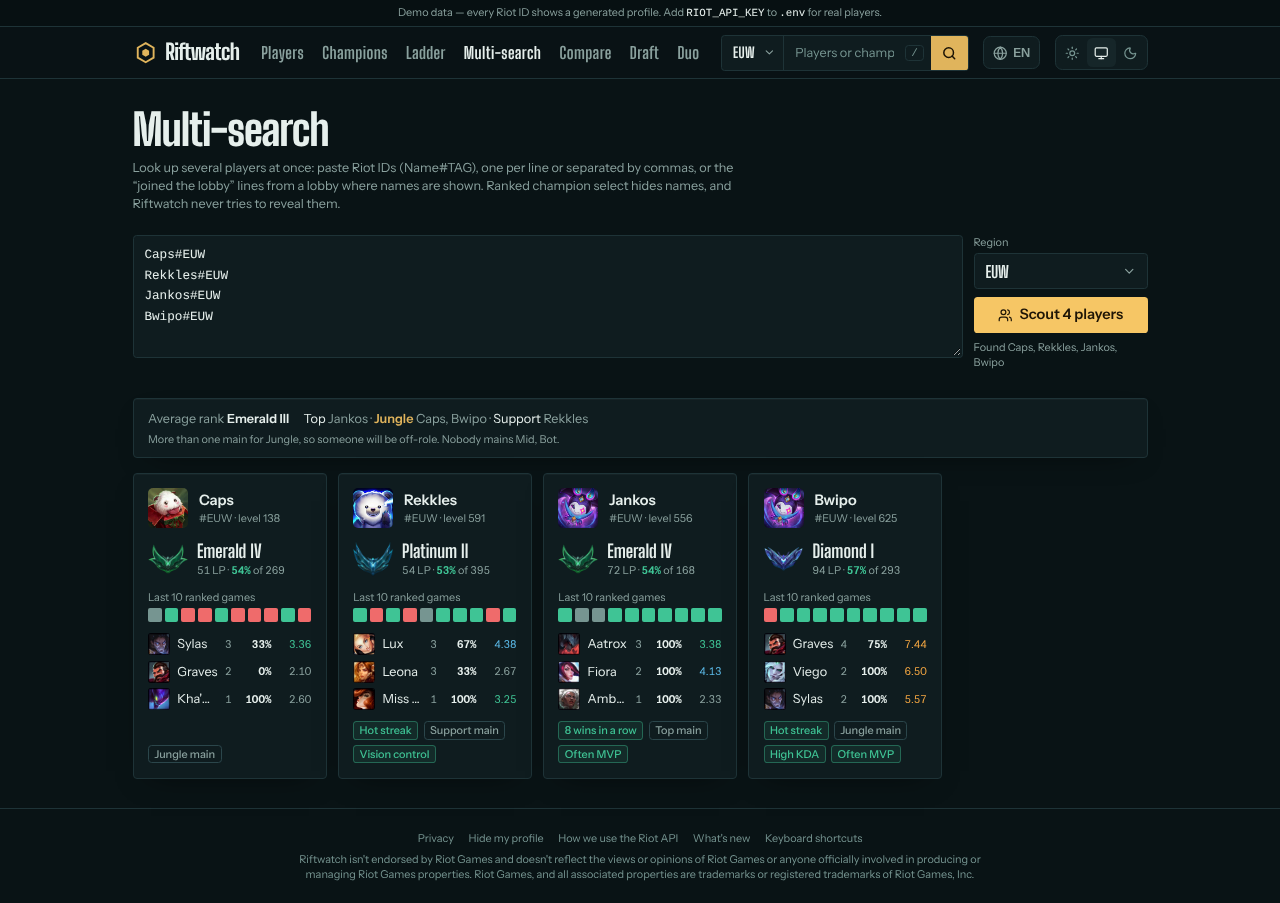 Demo data — every Riot ID shows a generated profile. Add RIOT_API_KEY to .env for real players.
Riftwatch Players Champions Ladder Multi-search Compare Draft Duo EUW Players or champ / EN
Multi-search
Look up several players at once: paste Riot IDs (Name#TAG), one per line or separated by commas, or the
“joined the lobby” lines from a lobby where names are shown. Ranked champion select hides names, and
Riftwatch never tries to reveal them.
Caps#EUW
Rekkles#EUW
Jankos#EUW
Bwipo#EUW
Region
EUW
Scout 4 players
Found Caps, Rekkles, Jankos,
Bwipo
Average rank Emerald III Top Jankos · Jungle Caps, Bwipo · Support Rekkles
More than one main for Jungle, so someone will be off-role. Nobody mains Mid, Bot.
Caps
#EUW · level 138
Emerald IV
51 LP · 54% of 269
Last 10 ranked games
Sylas 3 33% 3.36
Graves 2 0% 2.10
Kha'... 1 100% 2.60
Jungle main
Rekkles
#EUW · level 591
Platinum II
54 LP · 53% of 395
Last 10 ranked games
Lux 3 67% 4.38
Leona 3 33% 2.67
Miss ... 1 100% 3.25
Hot streak Support main
Vision control
Jankos
#EUW · level 556
Emerald IV
72 LP · 54% of 168
Last 10 ranked games
Aatrox 3 100% 3.38
Fiora 2 100% 4.13
Amb... 1 100% 2.33
8 wins in a row Top main
Often MVP
Bwipo
#EUW · level 625
Diamond I
94 LP · 57% of 293
Last 10 ranked games
Graves 4 75% 7.44
Viego 2 100% 6.50
Sylas 2 100% 5.57
Hot streak Jungle main
High KDA Often MVP
Privacy Hide my profile How we use the Riot API What's new Keyboard shortcuts
Riftwatch isn't endorsed by Riot Games and doesn't reflect the views or opinions of Riot Games or anyone officially involved in producing or
managing Riot Games properties. Riot Games, and all associated properties are trademarks or registered trademarks of Riot Games, Inc.